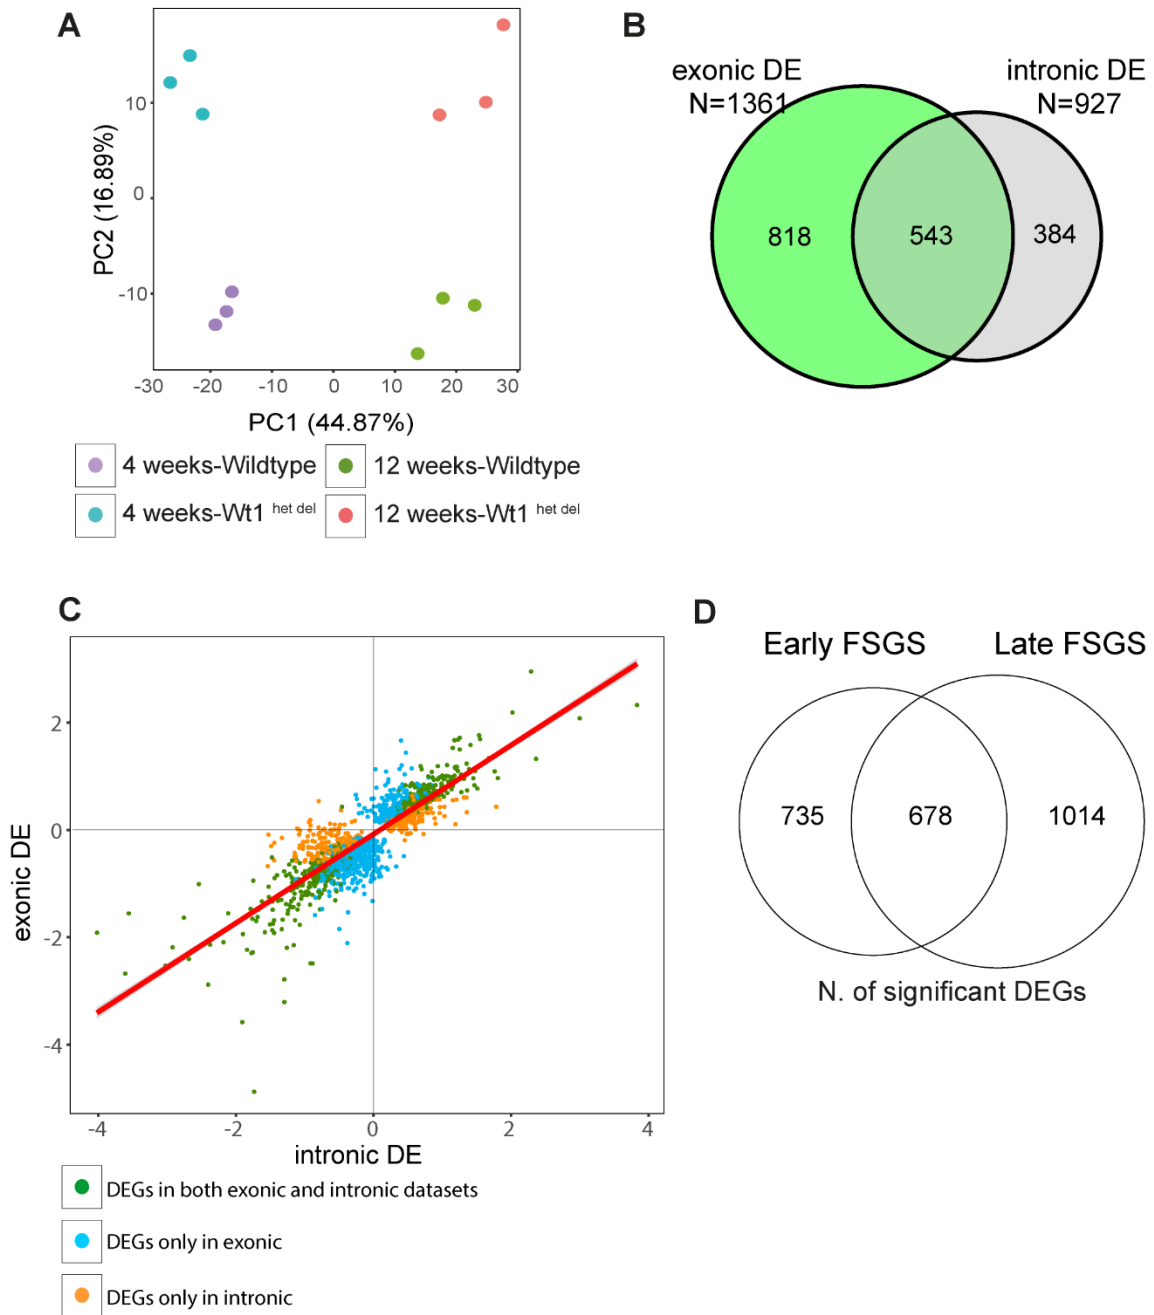 A
PC2 (16.89%)
10
0
-10
-30
-20
-10
0
10
20
30
PC1 (44.87%)
4 weeks-Wildtype
12 weeks-Wildtype
4 weeks-Wt1 het del
12 weeks-Wt1 het del
B
exonic DE
N=1361
intronic DE
N=927
818
543
384
C
exonic DE
2
0
-2
-4
-4
-2
0
2
4
intronic DE
DEGs in both exonic and intronic datasets
DEGs only in exonic
DEGs only in intronic
D
Early FSGS
Late FSGS
735
678
1014
N. of significant DEGs